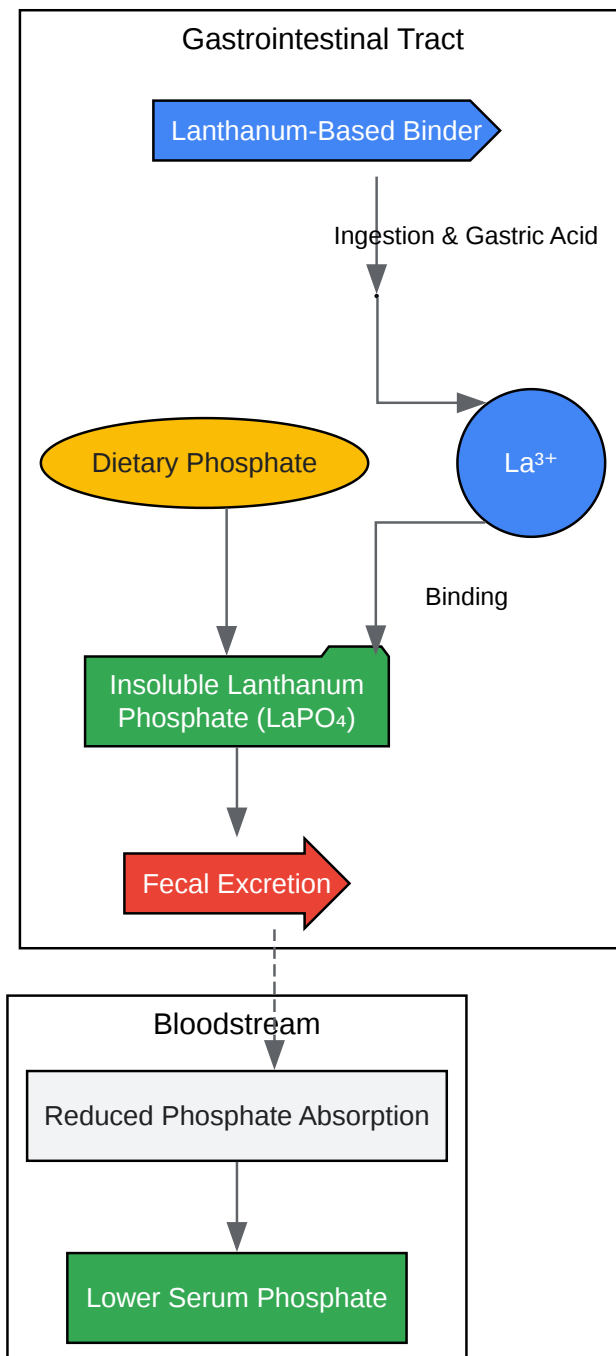 Gastrointestinal Tract
Lanthanum-Based Binder
Ingestion & Gastric Acid
Dietary Phosphate
La³⁺
Binding
Insoluble Lanthanum
Phosphate (LaPO₄)
Fecal Excretion
Bloodstream
Reduced Phosphate Absorption
Lower Serum Phosphate